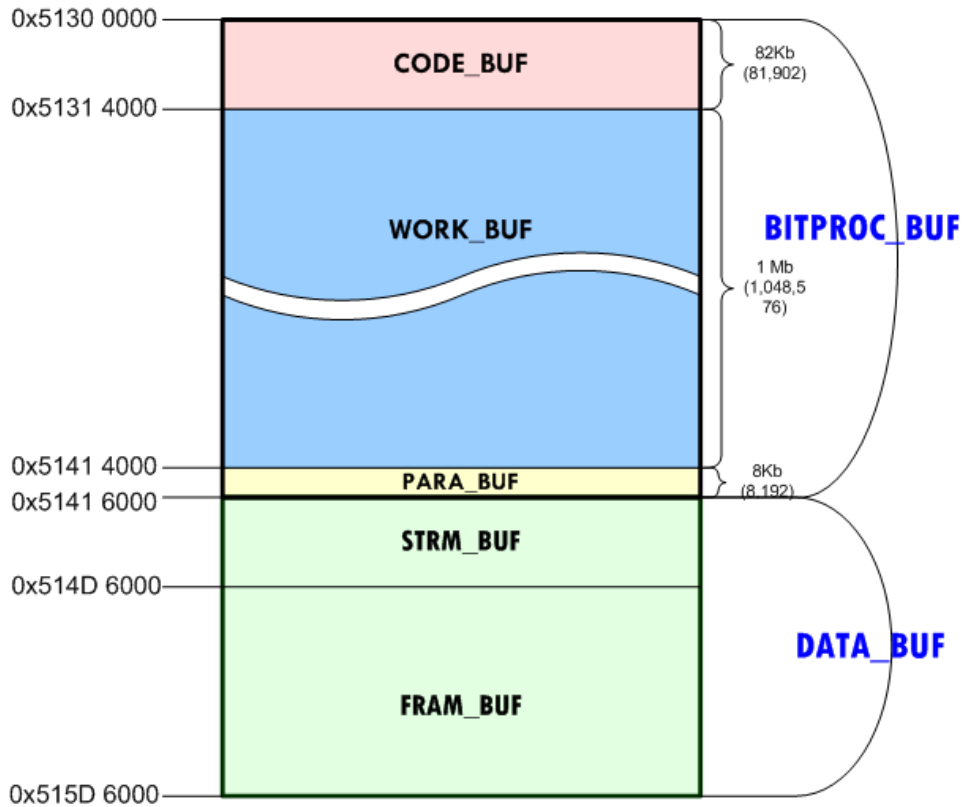 0x5130 0000
CODE_BUF
82Kb
(81,902)
0x5131 4000
WORK_BUF
BITPROC_BUF
1 Mb
(1,048,5
76)
0x5141 4000
PARA_BUF
8Kb
(8,192)
0x5141 6000
STRM_BUF
0x514D 6000
DATA_BUF
FRAM_BUF
0x515D 6000